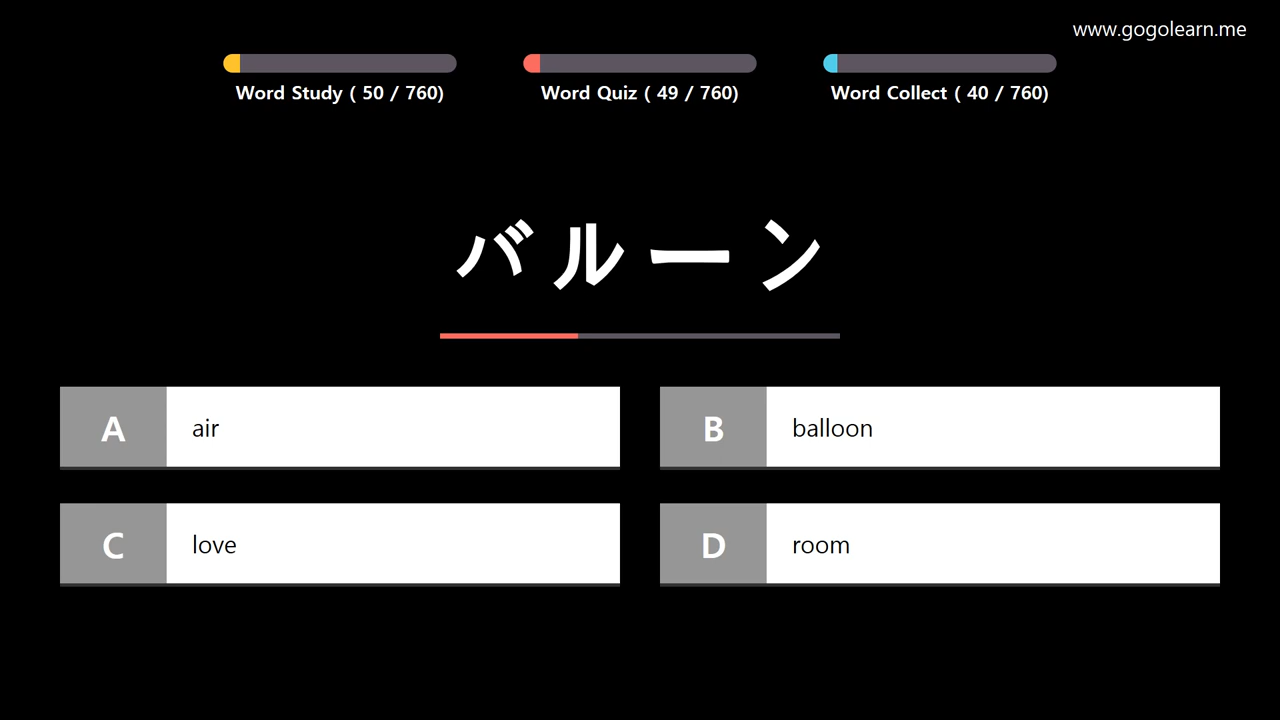 www.gogolearn.me
Word Study ( 50 / 760)
Word Quiz ( 49 / 760)
Word Collect ( 40 / 760)
バルーン
A air
B balloon
C love
D room